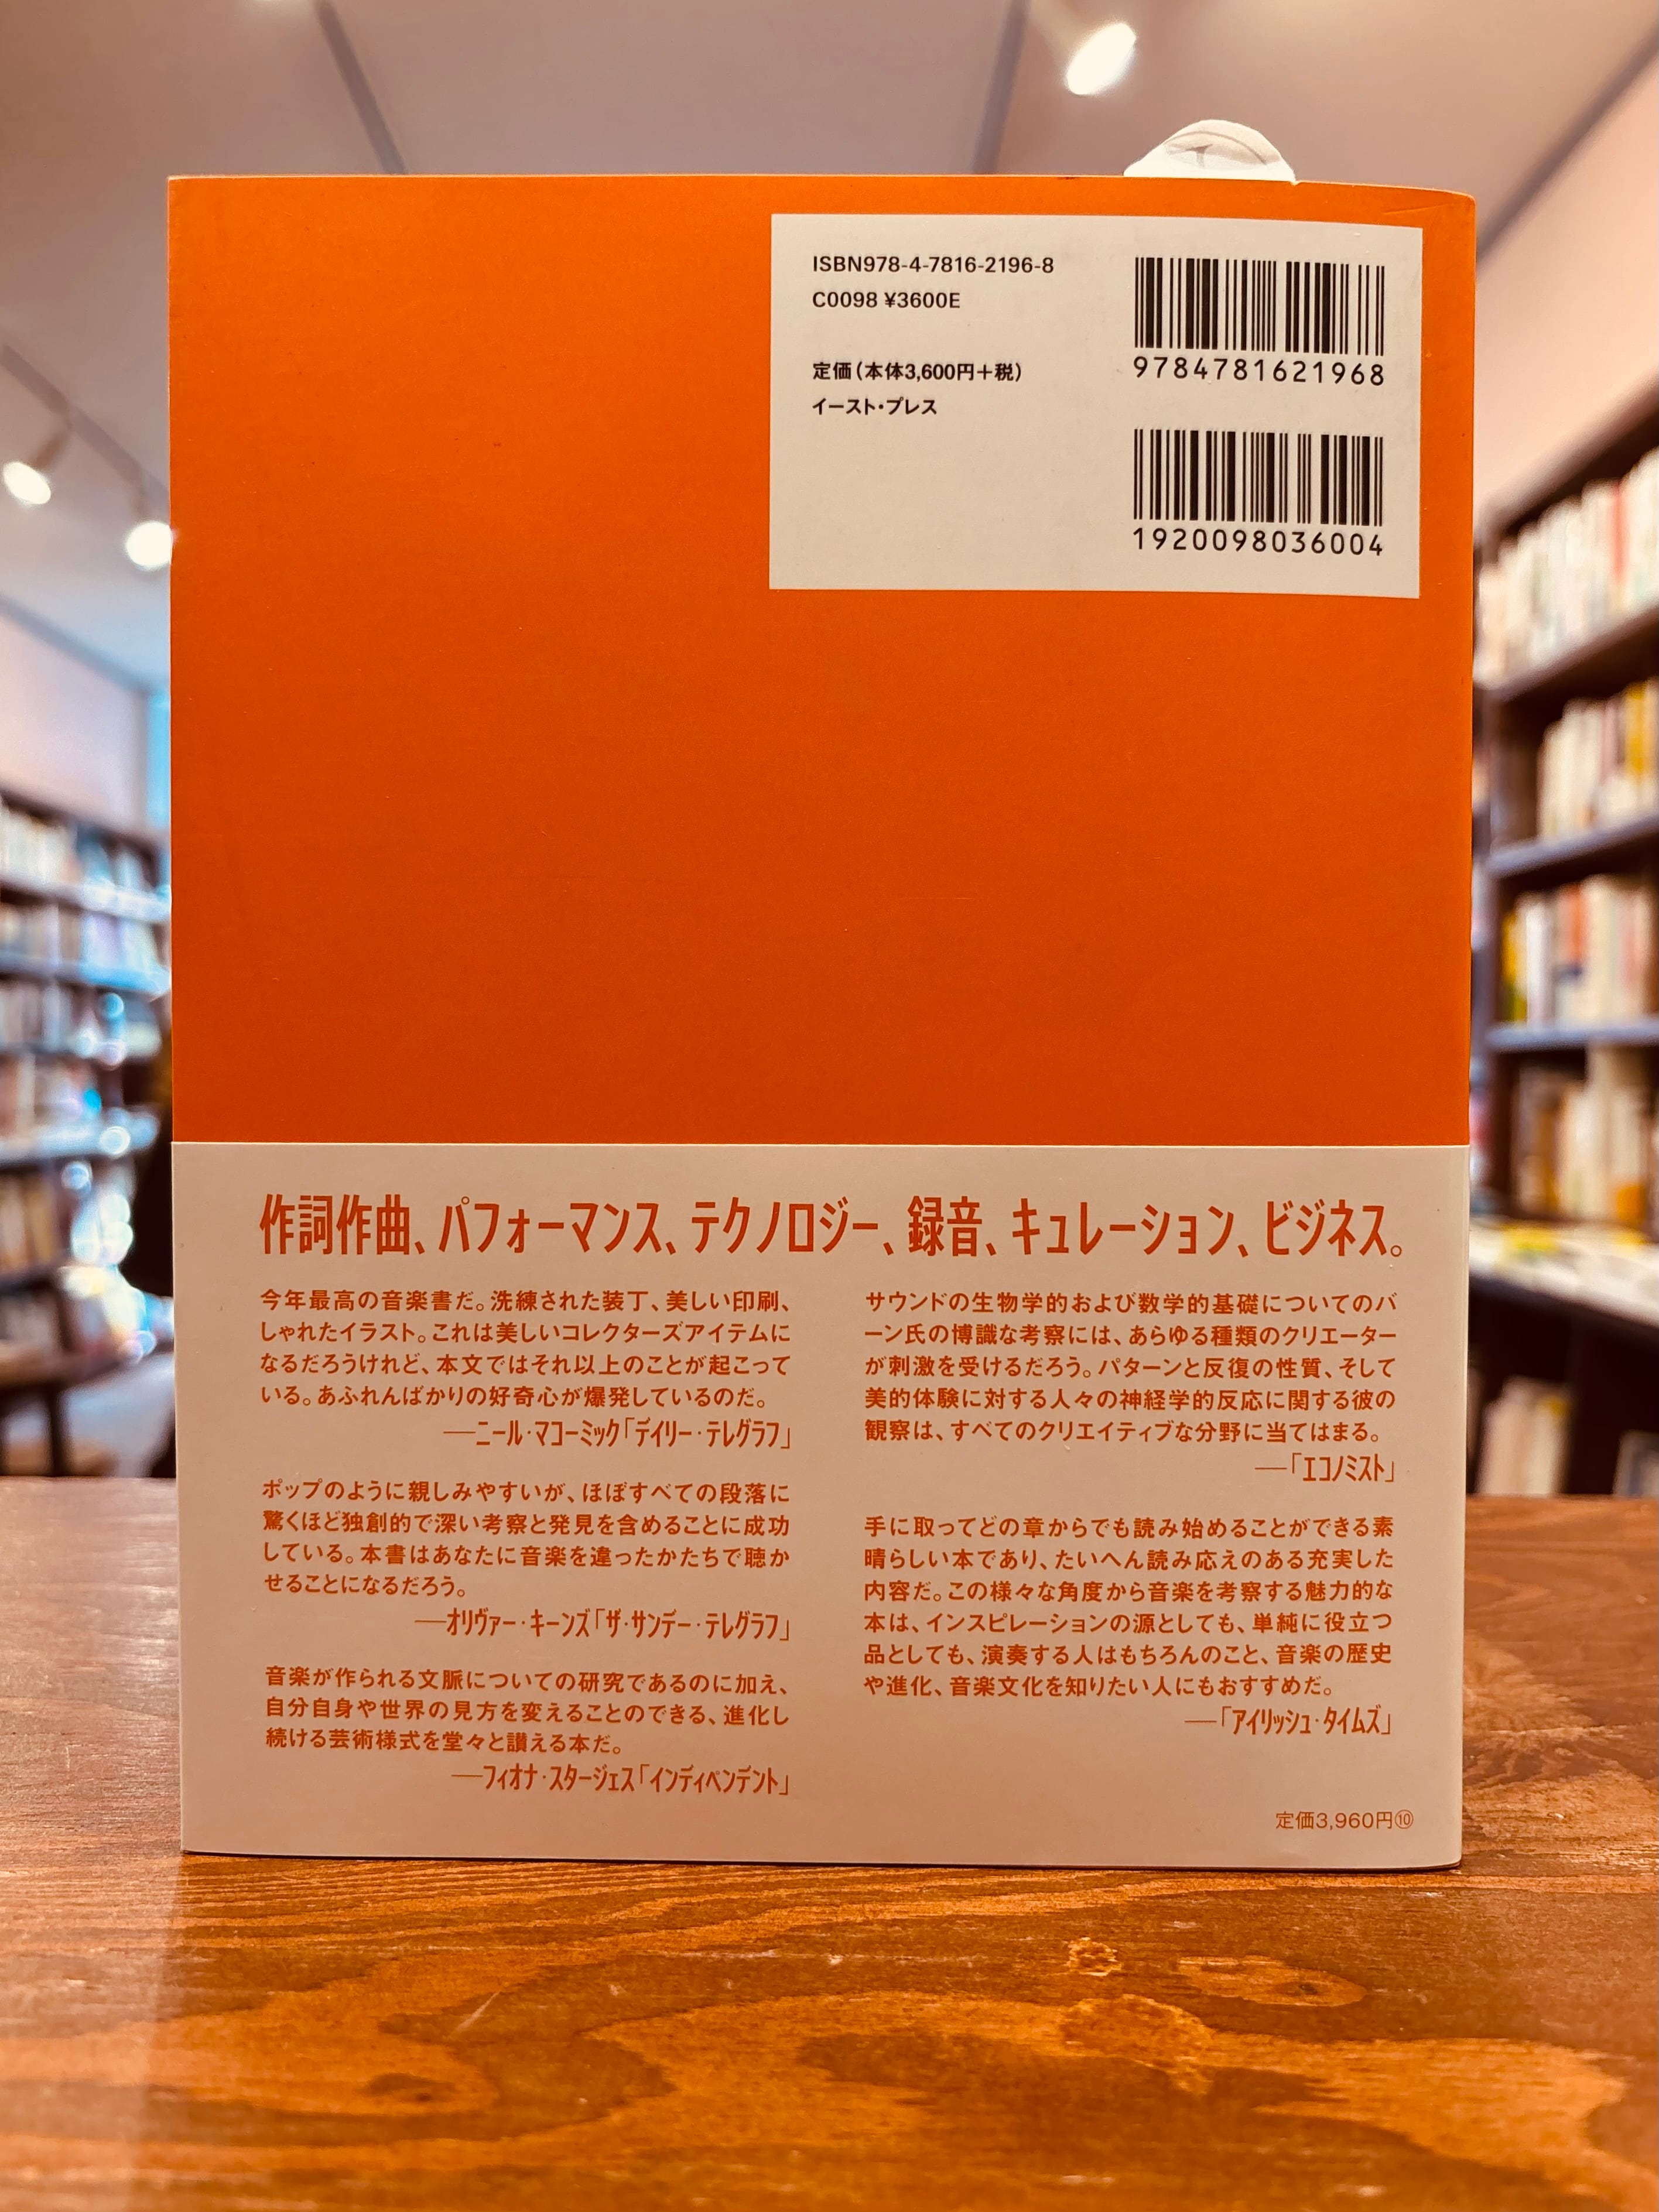 ISBN978-4-7816-2196-8
C0098 ¥3600E
定価(本体3,600円+税)
イースト・プレス
9784781621968
1920098036004
作詞作曲、パフォーマンス、テクノロジー、録音、キュレーション、ビジネス。
今年最高の音楽書だ。洗練された装丁、美しい印刷、
しゃれたイラスト。これは美しいコレクターズアイテムに
なるだろうけれど、本文ではそれ以上のことが起こって
いる。あふれんばかりの好奇心が爆発しているのだ。
──ニール・マコーミック「デイリー・テレグラフ」
ポップのように親しみやすいが、ほぼすべての段落に
驚くほど独創的で深い考察と発見を含めることに成功
している。本書はあなたに音楽を違ったかたちで聴か
せることになるだろう。
──オリヴァー・キーンズ「ザ・サンデー・テレグラフ」
音楽が作られる文脈についての研究であるのに加え、
自分自身や世界の見方を変えることのできる、進化し
続ける芸術様式を堂々と讃える本だ。
──フィオナ・スタージェス「インディペンデント」
サウンドの生物学的および数学的基礎についてのバ
ーン氏の博識な考察には、あらゆる種類のクリエーター
が刺激を受けるだろう。パターンと反復の性質、そして
美的体験に対する人々の神経学的反応に関する彼の
観察は、すべてのクリエイティブな分野に当てはまる。
──「エコノミスト」
手に取ってどの章からでも読み始めることができる素
晴らしい本であり、たいへん読み応えのある充実した
内容だ。この様々な角度から音楽を考察する魅力的な
本は、インスピレーションの源としても、単純に役立つ
品としても、演奏する人はもちろんのこと、音楽の歴史
や進化、音楽文化を知りたい人にもおすすめだ。
──「アイリッシュ・タイムズ」
定価3,960円⑩